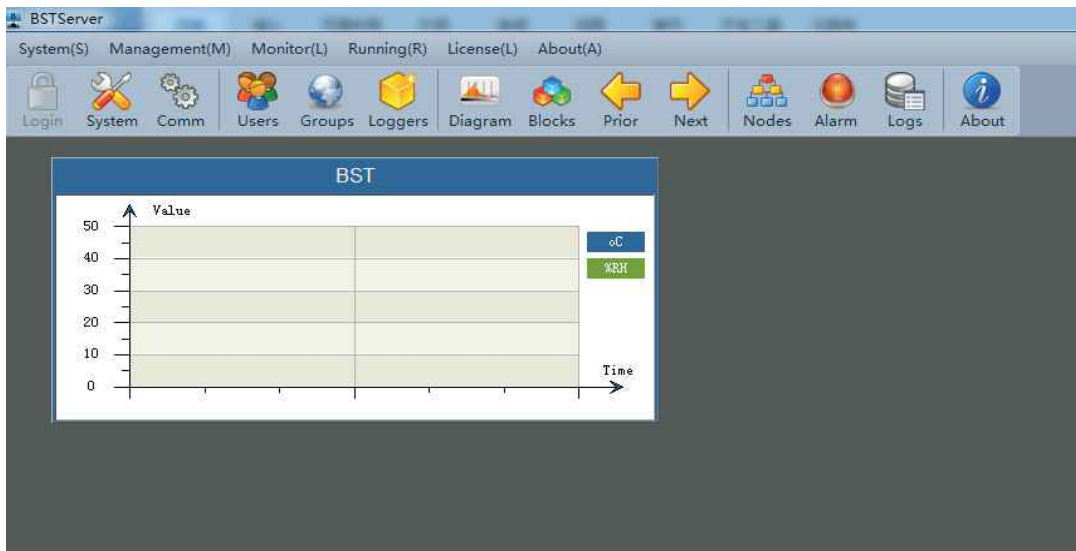 BSTServer
System(S) Management(M) Monitor(L) Running(R) License(L) About(A)
Login System Comm Users Groups Loggers Diagram Blocks Prior Next Nodes Alarm Logs About
BST
Value
50
oC
40
%RH
30
20
10
Time
0